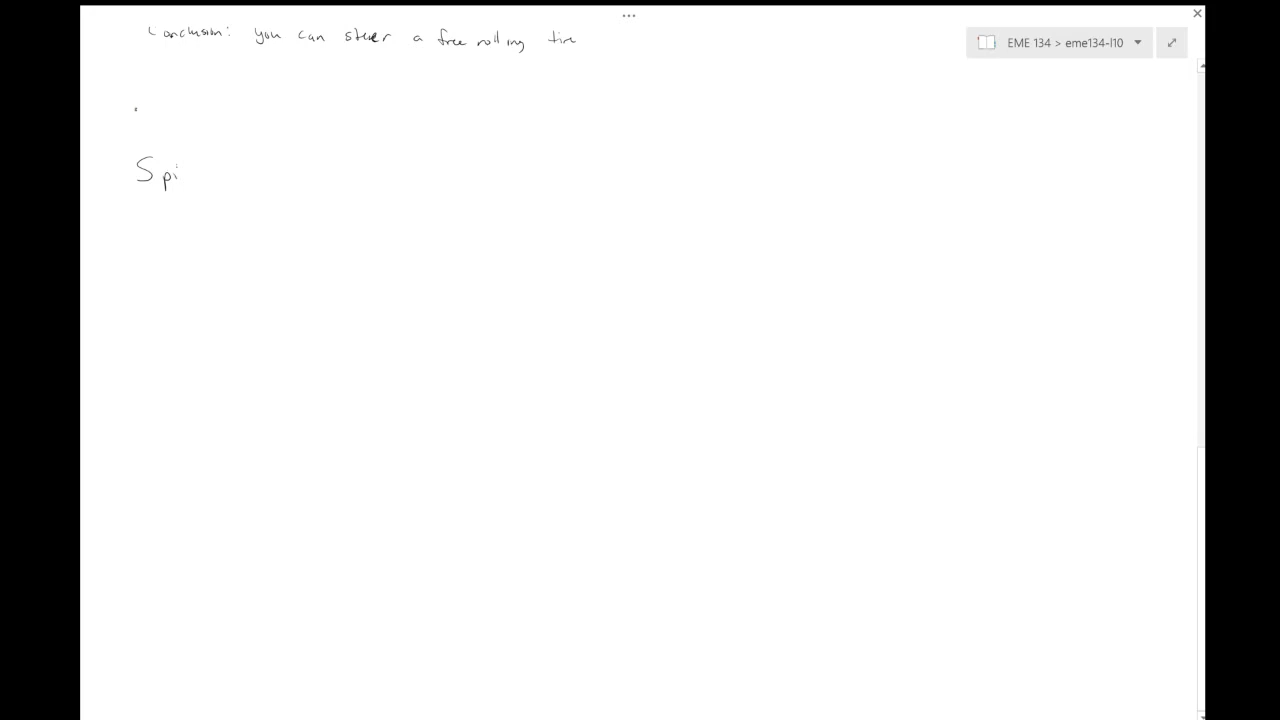 Conclusion: you can steer a free rolling tire
EME 134 > eme134-l10
Spi